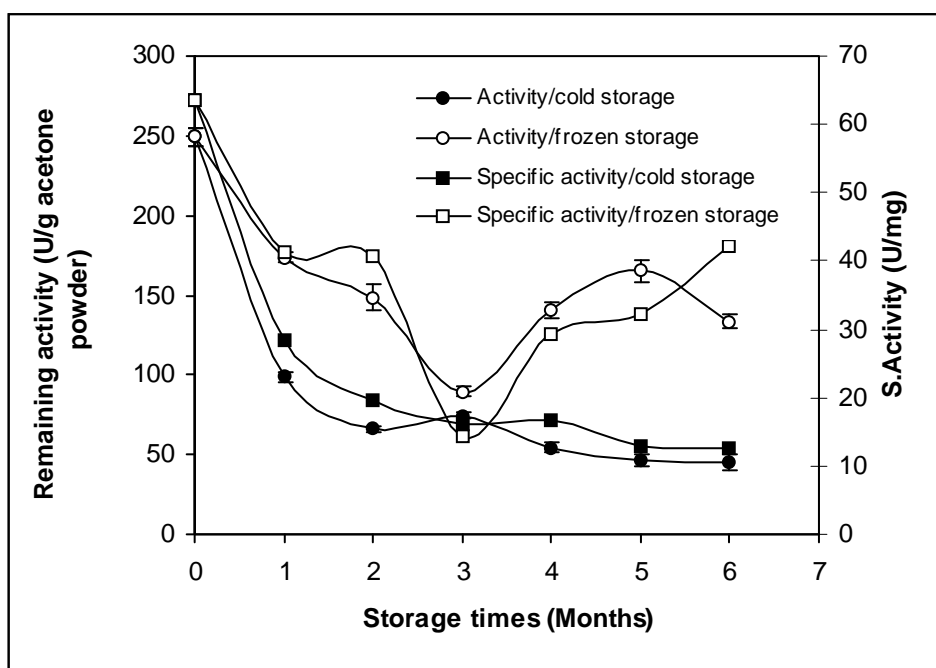 Remaining activity (U/g acetone
powder)
300
250
200
150
100
50
0
Activity/cold storage
Activity/frozen storage
Specific activity/cold storage
Specific activity/frozen storage
70
60
50
40
30
20
10
0
S.Activity (U/mg)
0 1 2 3 4 5 6 7
Storage times (Months)